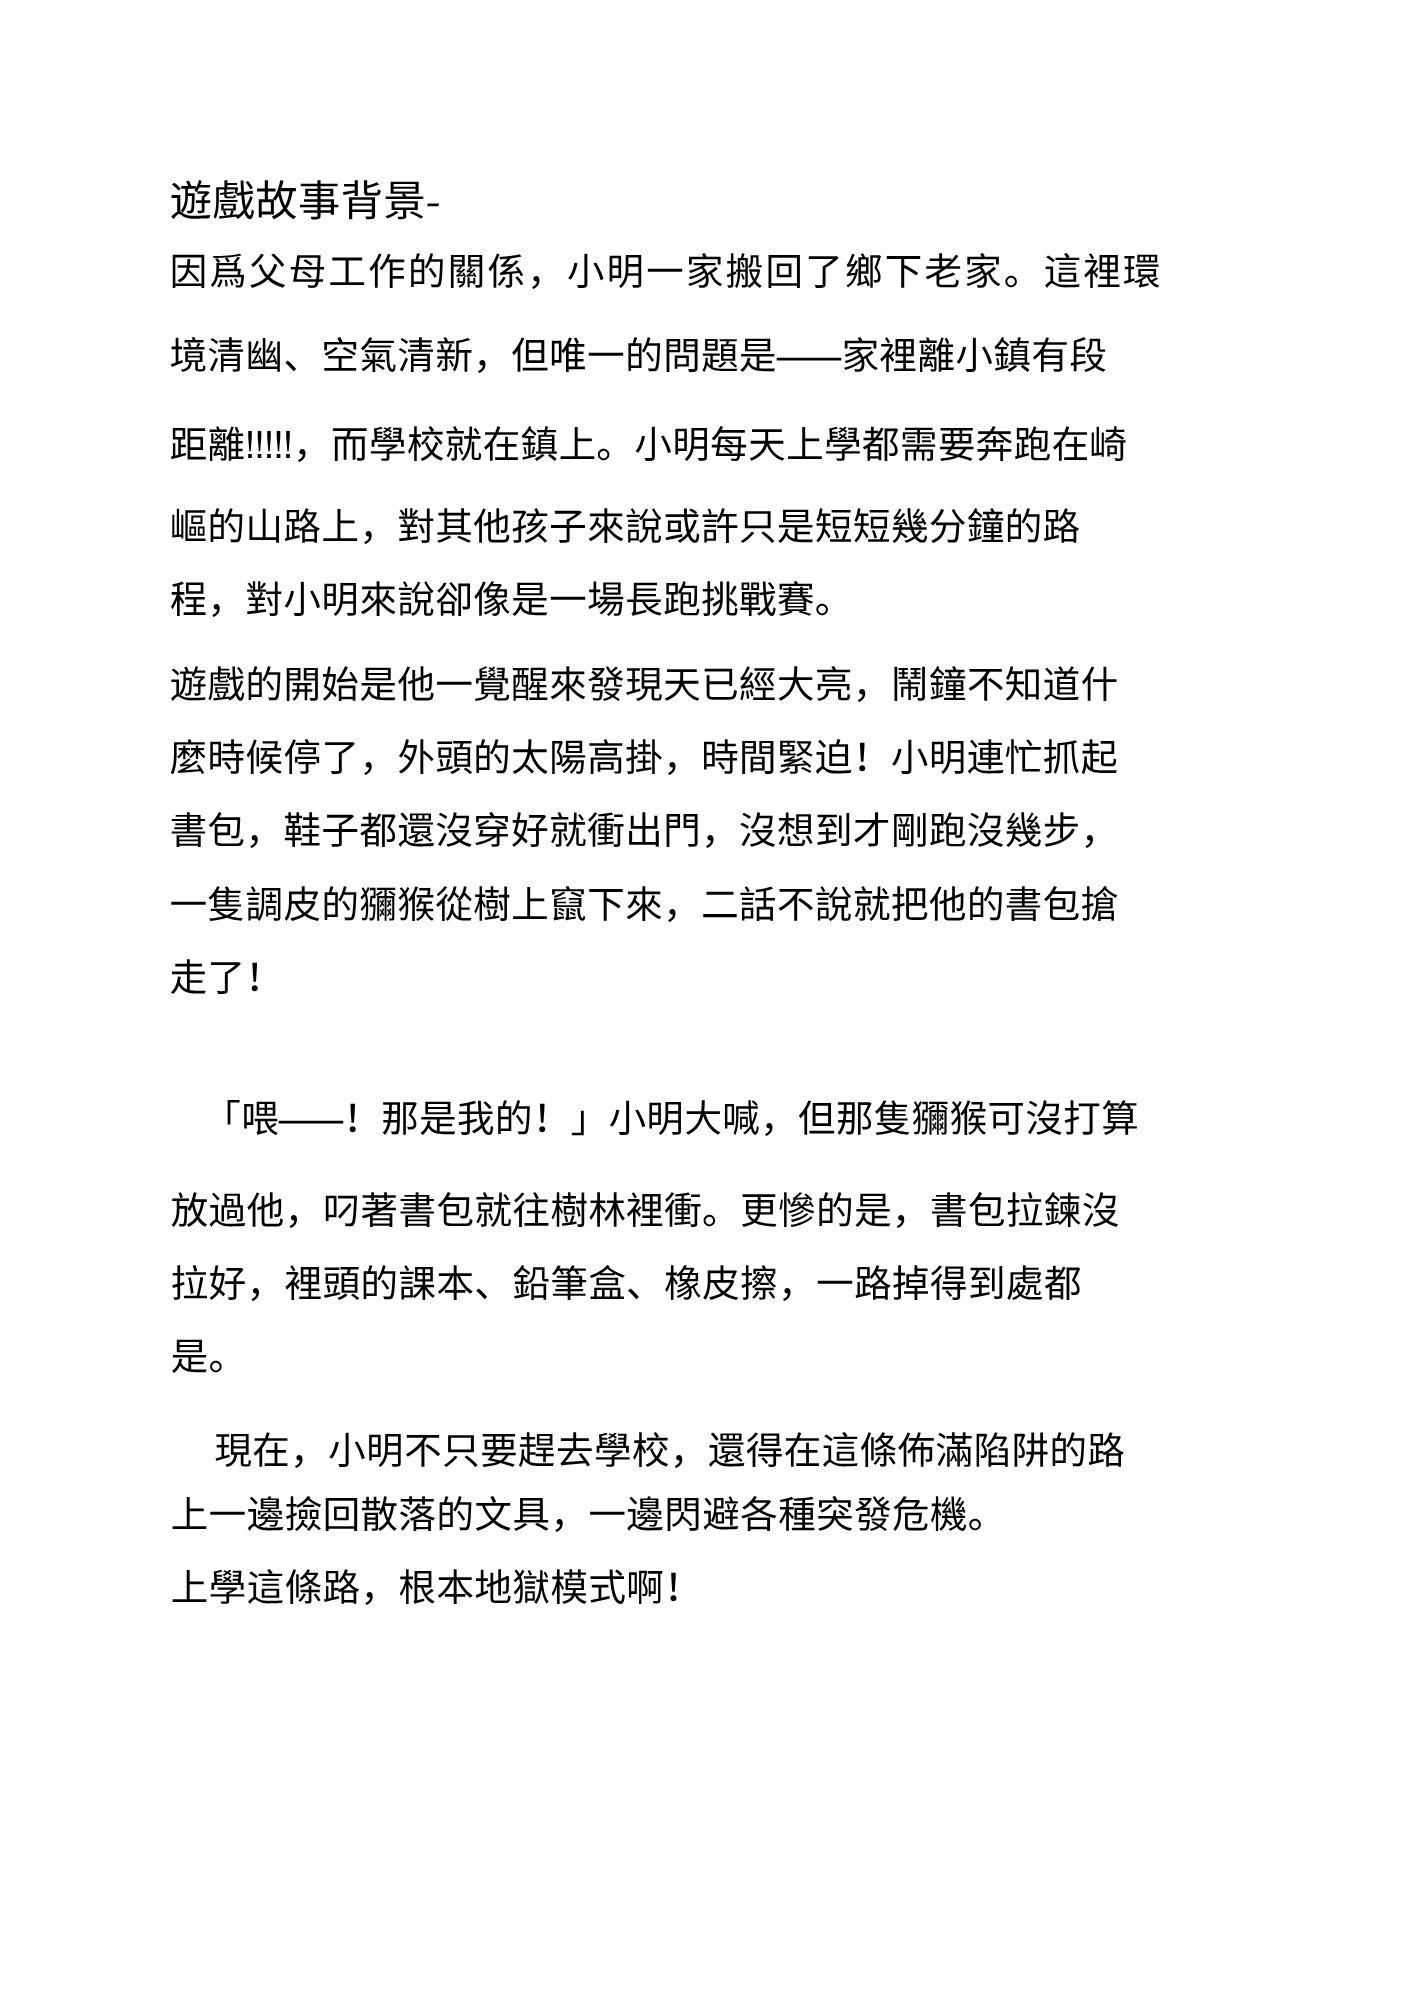 遊戲故事背景-
因爲父母工作的關係，小明一家搬回了鄉下老家。這裡環
境清幽、空氣清新，但唯一的問題是——家裡離小鎮有段
距離!!!!!，而學校就在鎮上。小明每天上學都需要奔跑在崎
嶇的山路上，對其他孩子來說或許只是短短幾分鐘的路
程，對小明來說卻像是一場長跑挑戰賽。
遊戲的開始是他一覺醒來發現天已經大亮，鬧鐘不知道什
麼時候停了，外頭的太陽高掛，時間緊迫！小明連忙抓起
書包，鞋子都還沒穿好就衝出門，沒想到才剛跑沒幾步，
一隻調皮的獼猴從樹上竄下來，二話不說就把他的書包搶
走了！
「喂——！那是我的！」小明大喊，但那隻獼猴可沒打算
放過他，叼著書包就往樹林裡衝。更慘的是，書包拉鍊沒
拉好，裡頭的課本、鉛筆盒、橡皮擦，一路掉得到處都
是。
現在，小明不只要趕去學校，還得在這條佈滿陷阱的路
上一邊撿回散落的文具，一邊閃避各種突發危機。
上學這條路，根本地獄模式啊！